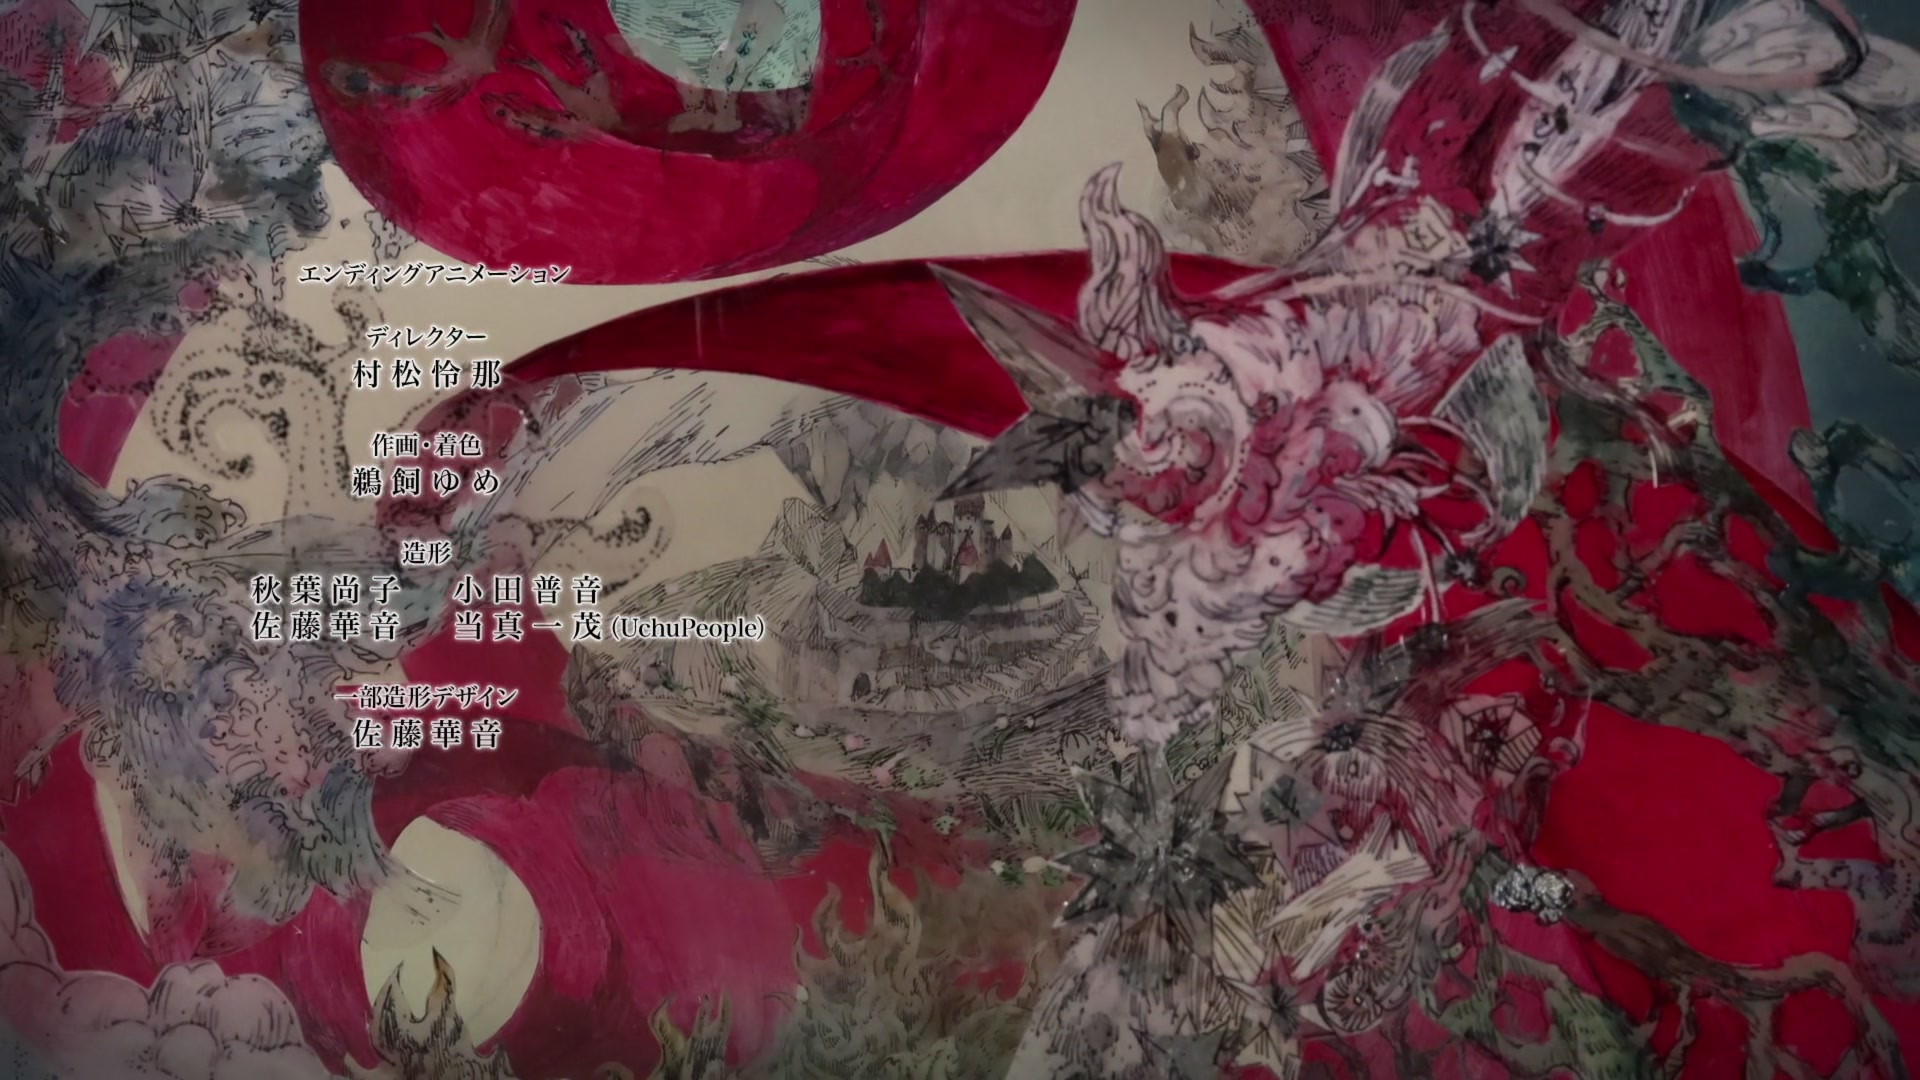 エンディングアニメーション
ディレクター
村松怜那
作画・着色
鵜飼ゆめ
造形
秋葉尚子 小田普音
佐藤華音 当真一茂(UchuPeople)
一部造形デザイン
佐藤華音